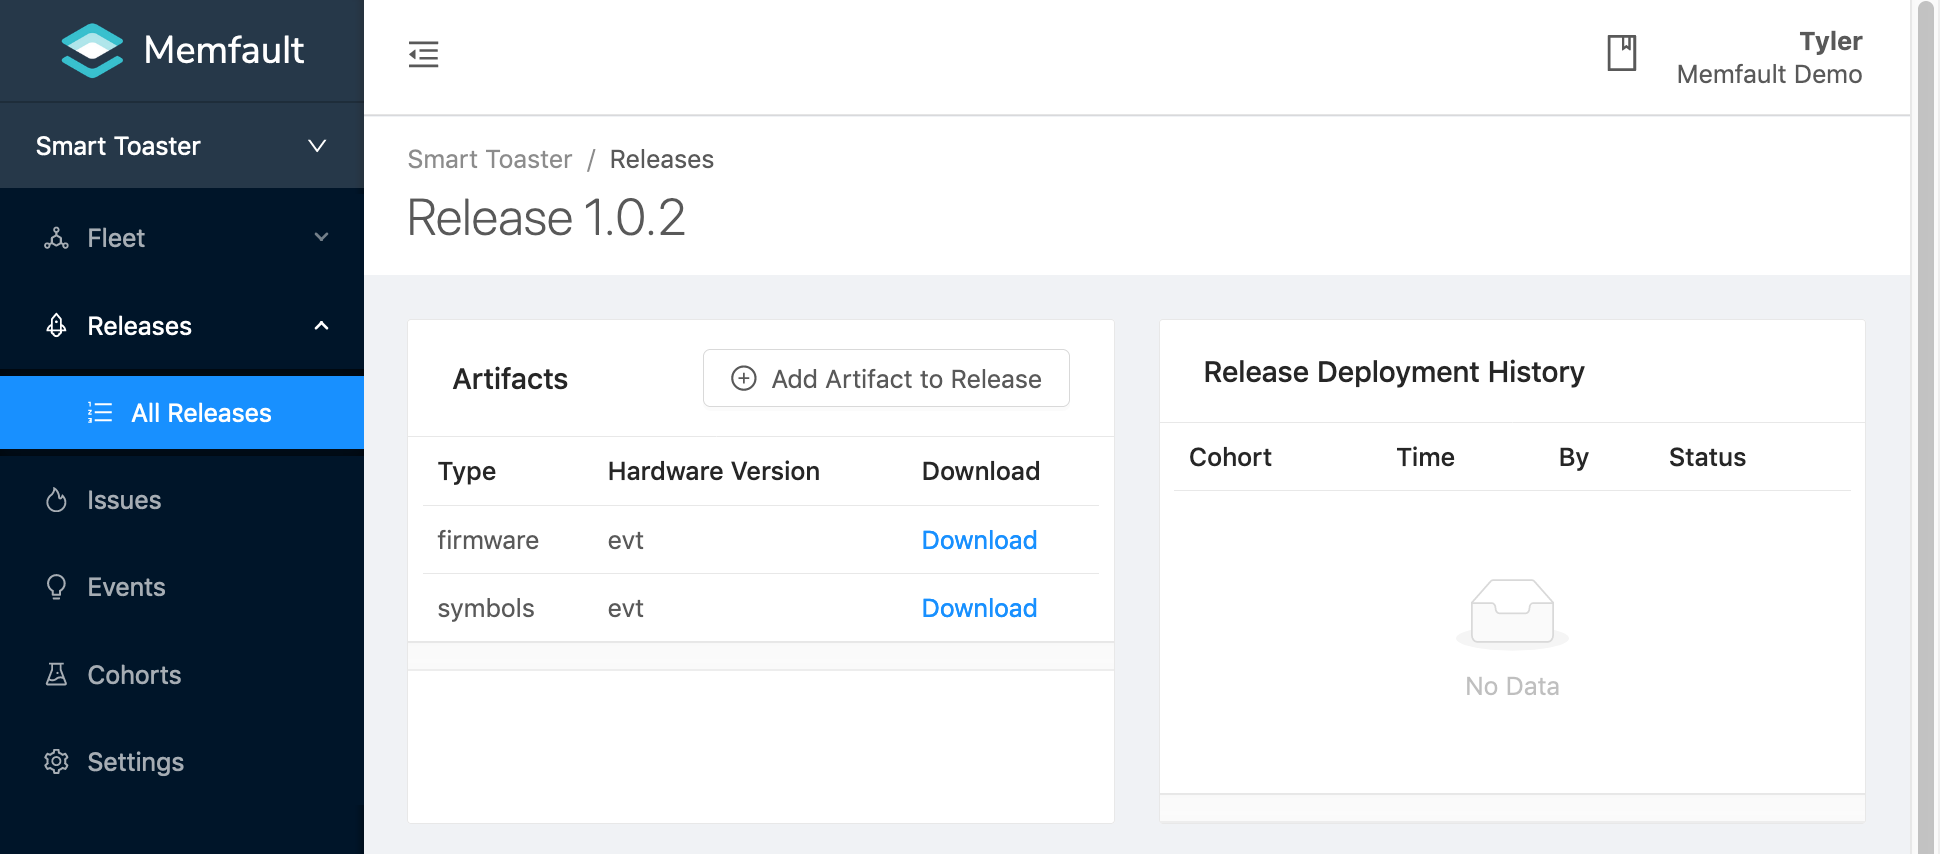 Memfault
Smart Toaster
Fleet
Releases
All Releases
Issues
Events
Cohorts
Settings
Tyler
Memfault Demo
Smart Toaster / Releases
Release 1.0.2
Artifacts
Add Artifact to Release
Type Hardware Version Download
firmware evt Download
symbols evt Download
Release Deployment History
Cohort Time By Status
No Data